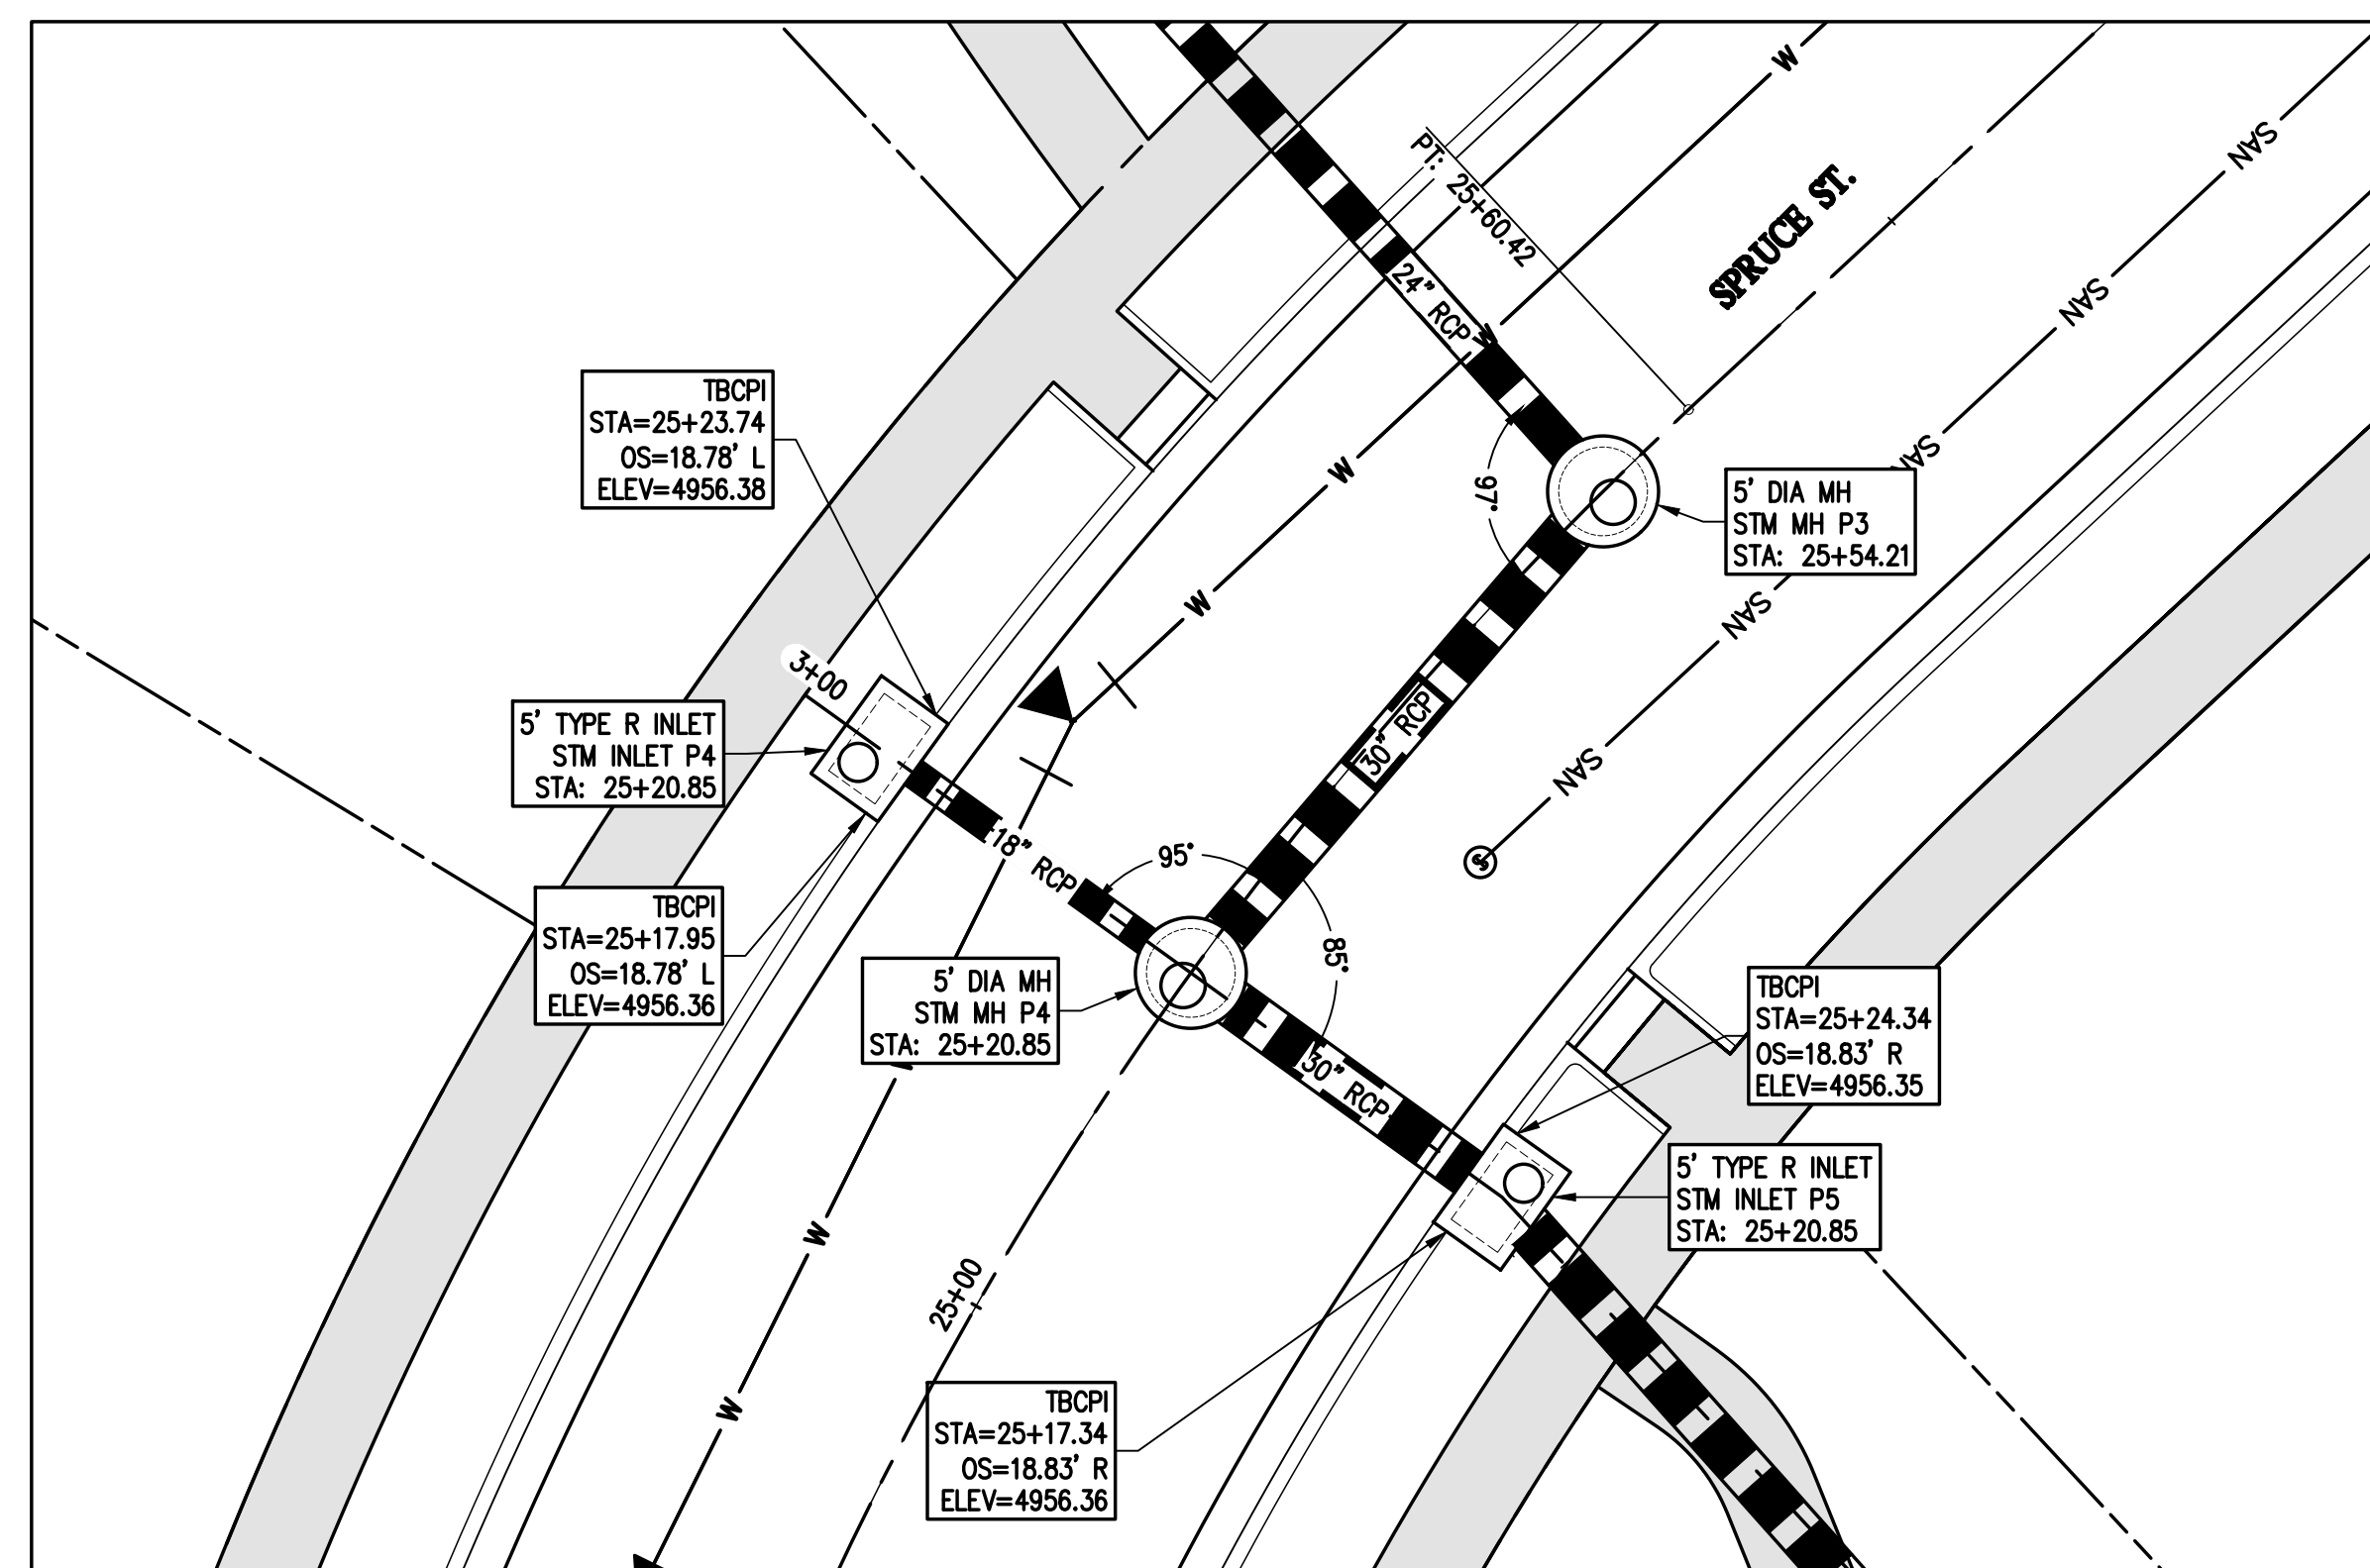 W
SAN
PT: 25+60.42
SPRUCE ST.
24" RCP
W
SAN
TBCPI
STA=25+23.74
OS=18.78' L
ELEV=4956.38
W
SAN
97°
5' DIA MH
STM MH P3
STA: 25+54.21
W
SAN
3+00
5' TYPE R INLET
STM INLET P4
STA: 25+20.85
30" RCP
SAN
18" RCP
95°
S
TBCPI
STA=25+17.95
OS=18.78' L
ELEV=4956.36
5' DIA MH
STM MH P4
STA: 25+20.85
85°
TBCPI
STA=25+24.34
OS=18.83' R
ELEV=4956.35
30" RCP
5' TYPE R INLET
STM INLET P5
STA: 25+20.85
W
25+00
W
TBCPI
STA=25+17.34
OS=18.83' R
ELEV=4956.36